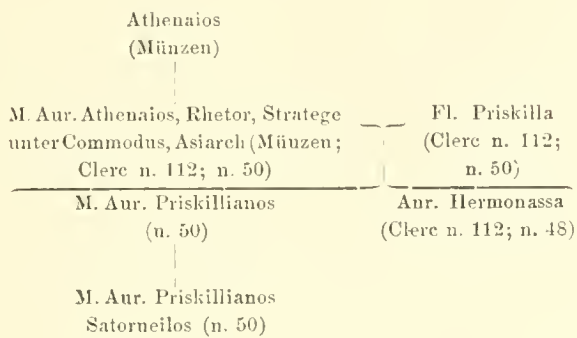 Athenaios
(Münzen)
M. Aur. Athenaios, Rhetor, Stratege
unter Commodus, Asiarch (Münzen;
Clerc n. 112; n. 50)
Fl. Priskilla
(Clerc n. 112;
n. 50)
M. Aur. Priskillianos
(n. 50)
Aur. Hermonassa
(Clerc n. 112; n. 48)
M. Aur. Priskillianos
Satorneilos (n. 50)